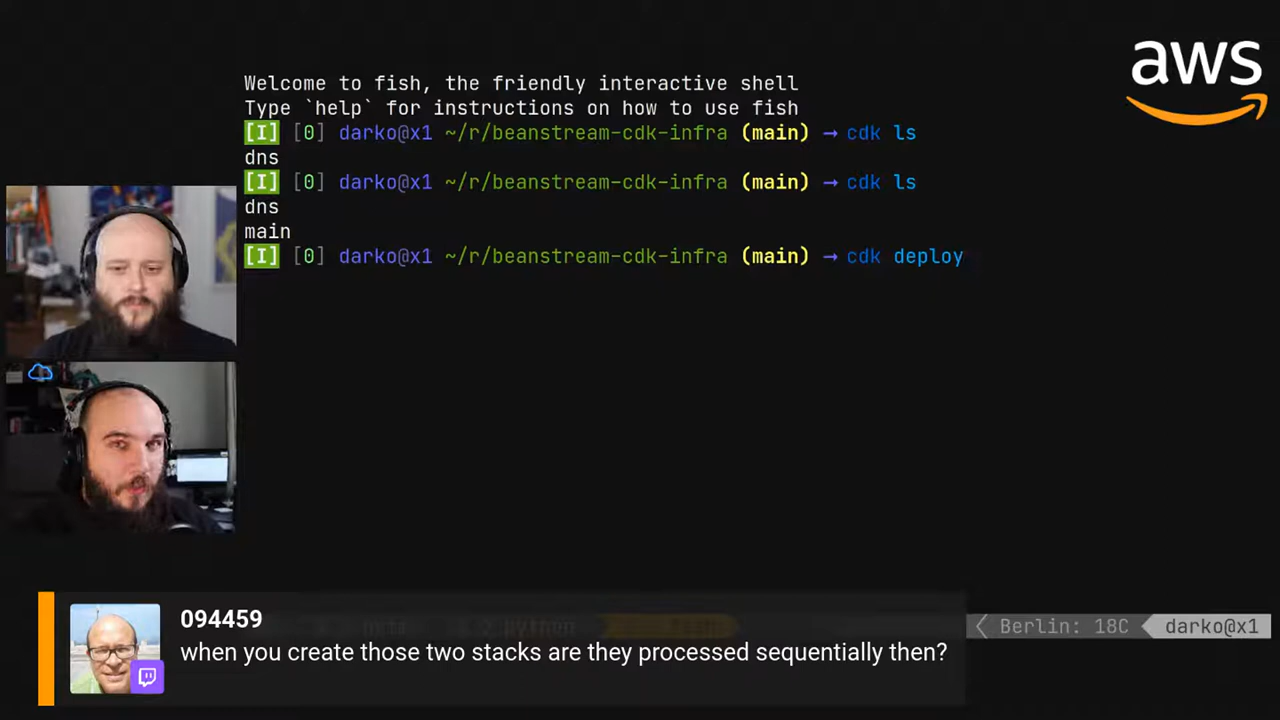 aws
Welcome to fish, the friendly interactive shell
Type `help` for instructions on how to use fish
[I] [0] darko@x1 ~/r/beanstream-cdk-infra (main) → cdk ls
dns
[I] [0] darko@x1 ~/r/beanstream-cdk-infra (main) → cdk ls
dns
main
[I] [0] darko@x1 ~/r/beanstream-cdk-infra (main) → cdk deploy
094459
when you create those two stacks are they processed sequentially then?
Berlin: 18C darko@x1